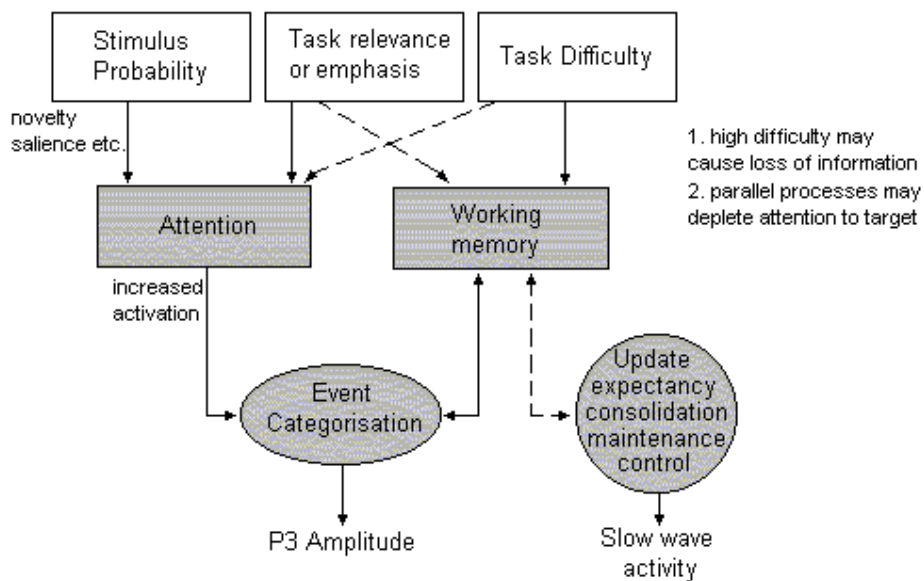 Stimulus
Probability
Task relevance
or emphasis
Task Difficulty
novelty
salience etc.
1. high difficulty may
cause loss of information
2. parallel processes may
deplete attention to target
Attention
Working
memory
increased
activation
Event
Categorisation
Update
expectancy
consolidation
maintenance
control
P3 Amplitude
Slow wave
activity